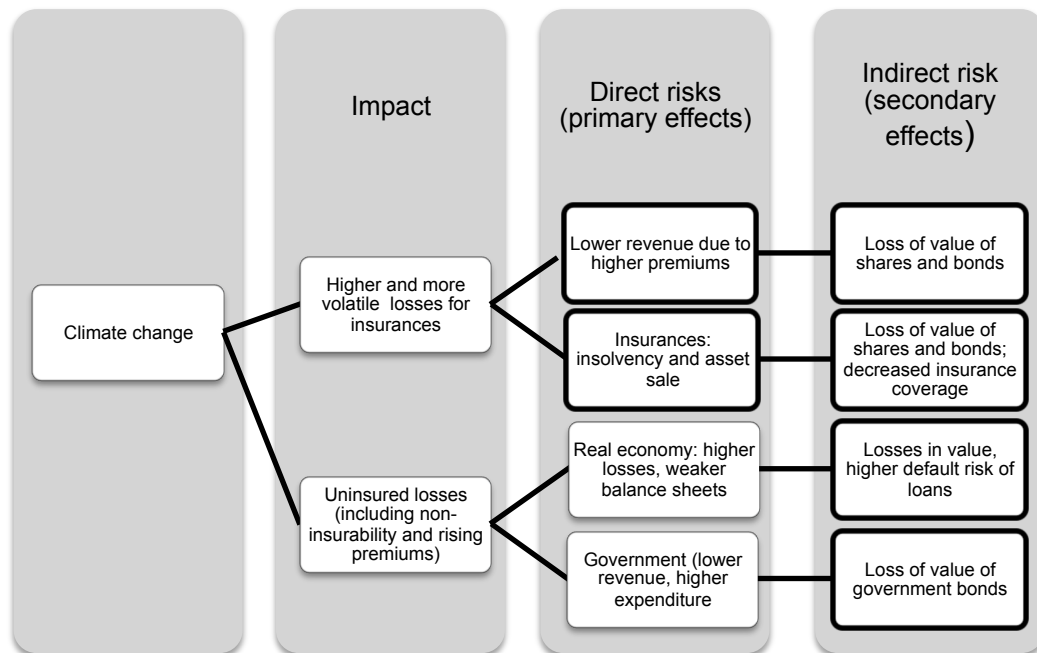 Impact
Direct risks
(primary effects)
Indirect risk
(secondary
effects)
Climate change
Higher and more
volatile losses for
insurances
Uninsured losses
(including non-
insurability and rising
premiums)
Lower revenue due to
higher premiums
Insurances:
insolvency and asset
sale
Real economy: higher
losses, weaker
balance sheets
Government (lower
revenue, higher
expenditure
Loss of value of
shares and bonds
Loss of value of
shares and bonds;
decreased insurance
coverage
Losses in value,
higher default risk of
loans
Loss of value of
government bonds